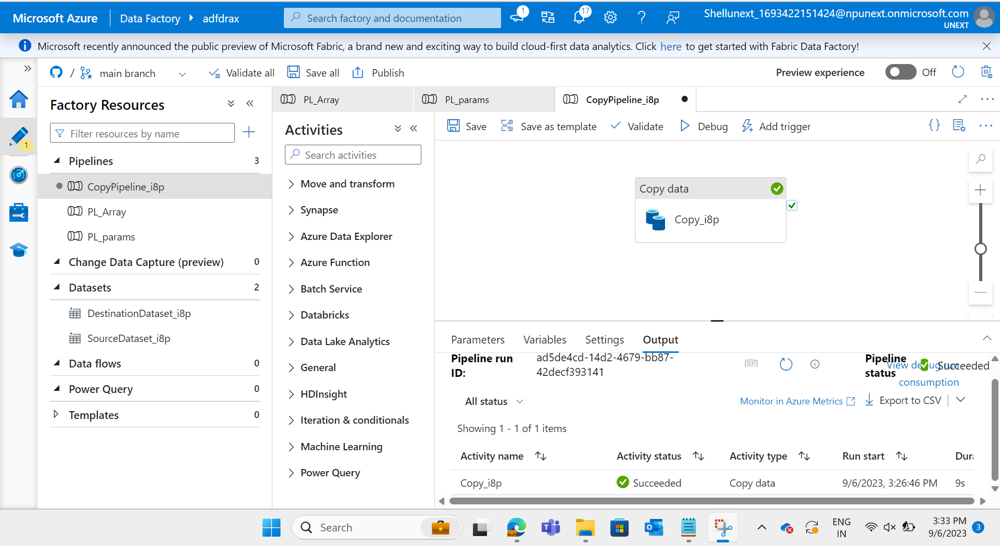 Microsoft Azure
Data Factory
adfdrax
Search factory and documentation
1
17
Shellunext_1693422151424@npunext.onmicrosoft.com
UNEXT
Microsoft recently announced the public preview of Microsoft Fabric, a brand new and exciting way to build cloud-first data analytics. Click here to get started with Fabric Data Factory!
/ main branch
Validate all
Save all
Publish
Preview experience
Off
1
Factory Resources
Filter resources by name
Pipelines 3
CopyPipeline_i8p
PL_Array
PL_params
Change Data Capture (preview) 0
Datasets 2
DestinationDataset_i8p
SourceDataset_i8p
Data flows 0
Power Query 0
Templates 0
PL_Array
PL_params
CopyPipeline_i8p
Activities
Search activities
Move and transform
Synapse
Azure Data Explorer
Azure Function
Batch Service
Databricks
Data Lake Analytics
General
HDInsight
Iteration & conditionals
Machine Learning
Power Query
Save
Save as template
Validate
Debug
Add trigger
{}
Copy data
Copy_i8p
Parameters
Variables
Settings
Output
Pipeline run
ID:
ad5de4cd-14d2-4679-bb87-
42decf393141
[@]
Pipeline
status
Succeeded
View debug run
consumption
All status
Monitor in Azure Metrics
Export to CSV
Showing 1 - 1 of 1 items
Activity name
Activity status
Activity type
Run start
Dura
Copy_i8p
Succeeded
Copy data
9/6/2023, 3:26:46 PM
9s
Search
ENG
IN
3:33 PM
9/6/2023
3